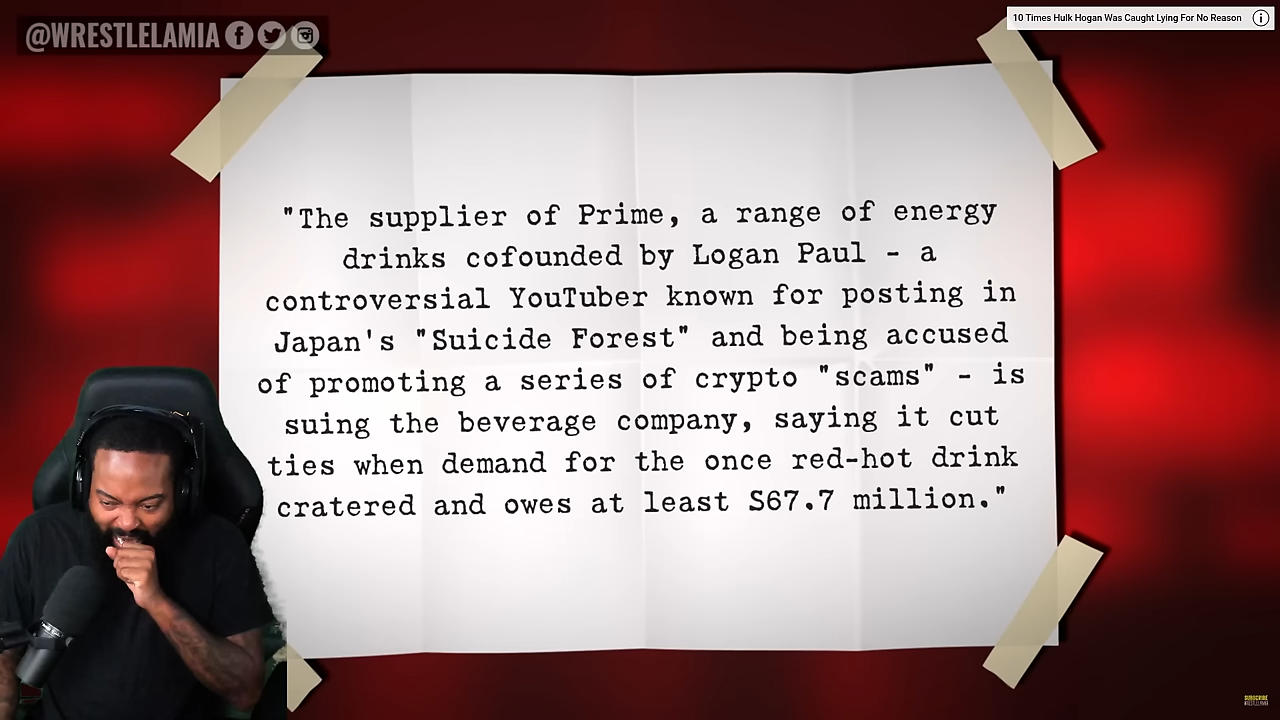 @WRESTLELAMIA
10 Times Hulk Hogan Was Caught Lying For No Reason
"The supplier of Prime, a range of energy
drinks cofounded by Logan Paul - a
controversial YouTuber known for posting in
Japan's "Suicide Forest" and being accused
of promoting a series of crypto "scams" - is
suing the beverage company, saying it cut
ties when demand for the once red-hot drink
cratered and owes at least S67.7 million."
SUBSCRIBE
WRESTLELAMIA